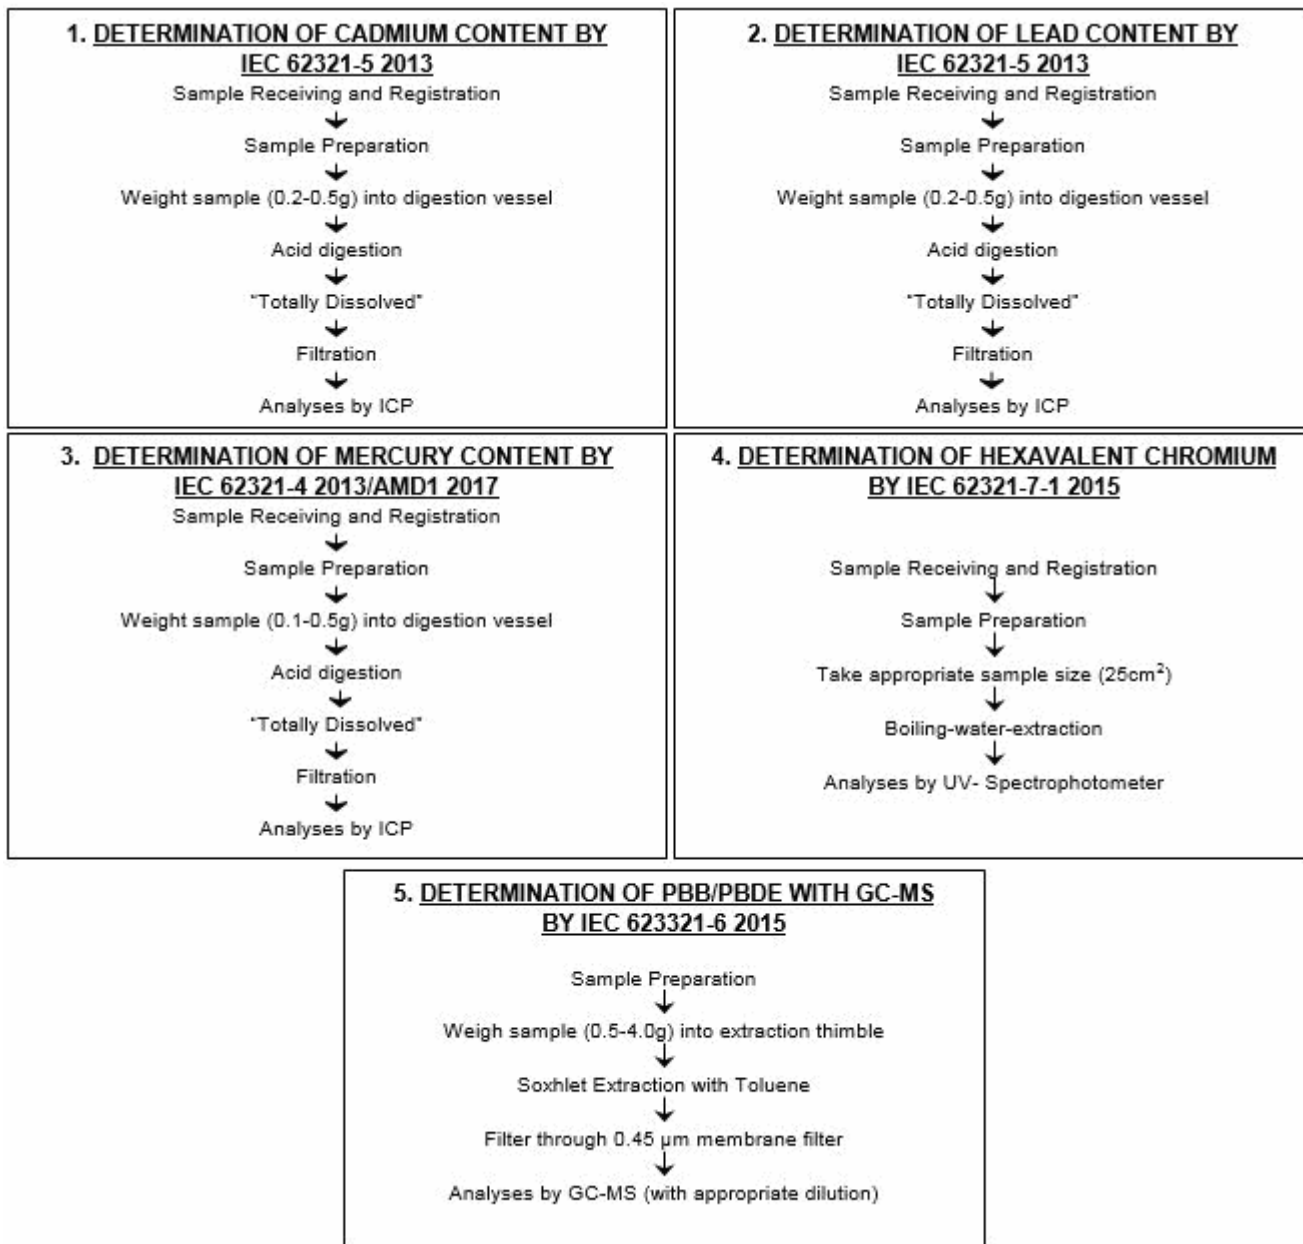 1. DETERMINATION OF CADMIUM CONTENT BY
IEC 62321-5 2013
Sample Receiving and Registration
Sample Preparation
Weight sample (0.2-0.5g) into digestion vessel
Acid digestion
"Totally Dissolved"
Filtration
Analyses by ICP
2. DETERMINATION OF LEAD CONTENT BY
IEC 62321-5 2013
Sample Receiving and Registration
Sample Preparation
Weight sample (0.2-0.5g) into digestion vessel
Acid digestion
"Totally Dissolved"
Filtration
Analyses by ICP
3. DETERMINATION OF MERCURY CONTENT BY
IEC 62321-4 2013/AMD1 2017
Sample Receiving and Registration
Sample Preparation
Weight sample (0.1-0.5g) into digestion vessel
Acid digestion
"Totally Dissolved"
Filtration
Analyses by ICP
4. DETERMINATION OF HEXAVALENT CHROMIUM
BY IEC 62321-7-1 2015
Sample Receiving and Registration
Sample Preparation
Take appropriate sample size (25cm²)
Boiling-water-extraction
Analyses by UV- Spectrophotometer
5. DETERMINATION OF PBB/PBDE WITH GC-MS
BY IEC 623321-6 2015
Sample Preparation
Weigh sample (0.5-4.0g) into extraction thimble
Soxhlet Extraction with Toluene
Filter through 0.45 µm membrane filter
Analyses by GC-MS (with appropriate dilution)